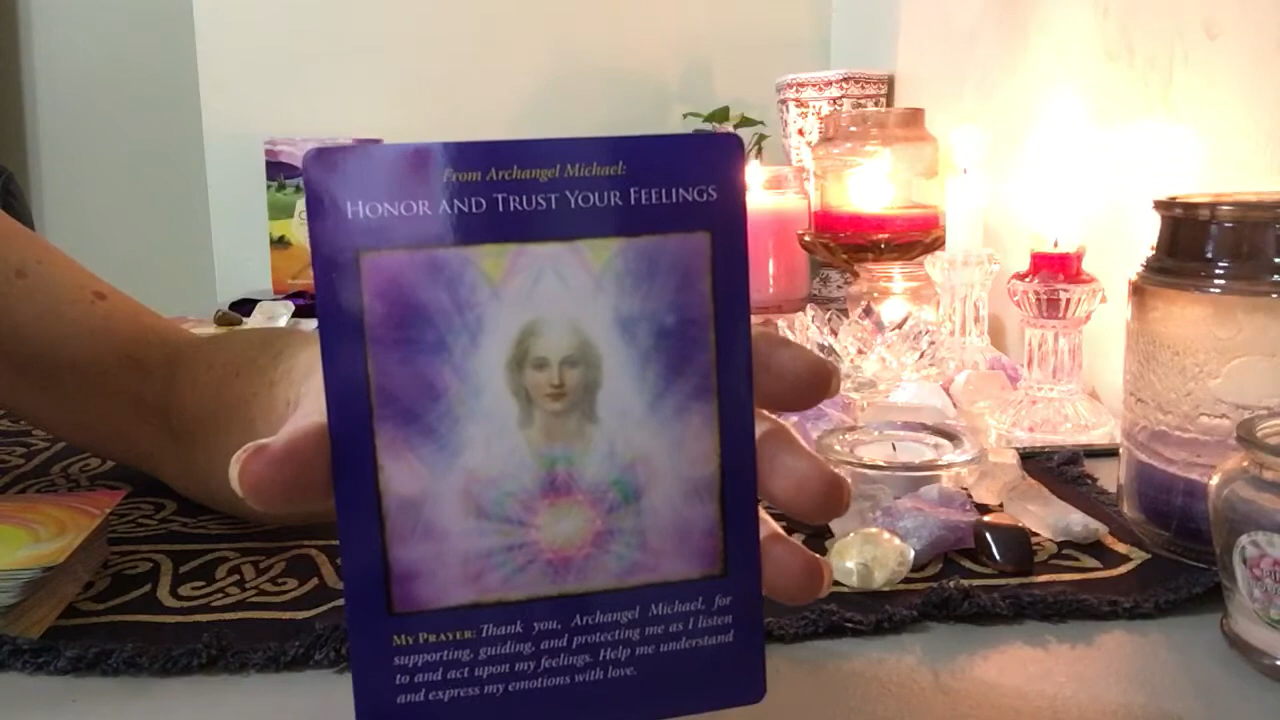 From Archangel Michael:
HONOR AND TRUST YOUR FEELINGS
MY PRAYER: Thank you, Archangel Michael, for
supporting, guiding, and protecting me as I listen
to and act upon my feelings. Help me understand
and express my emotions with love.